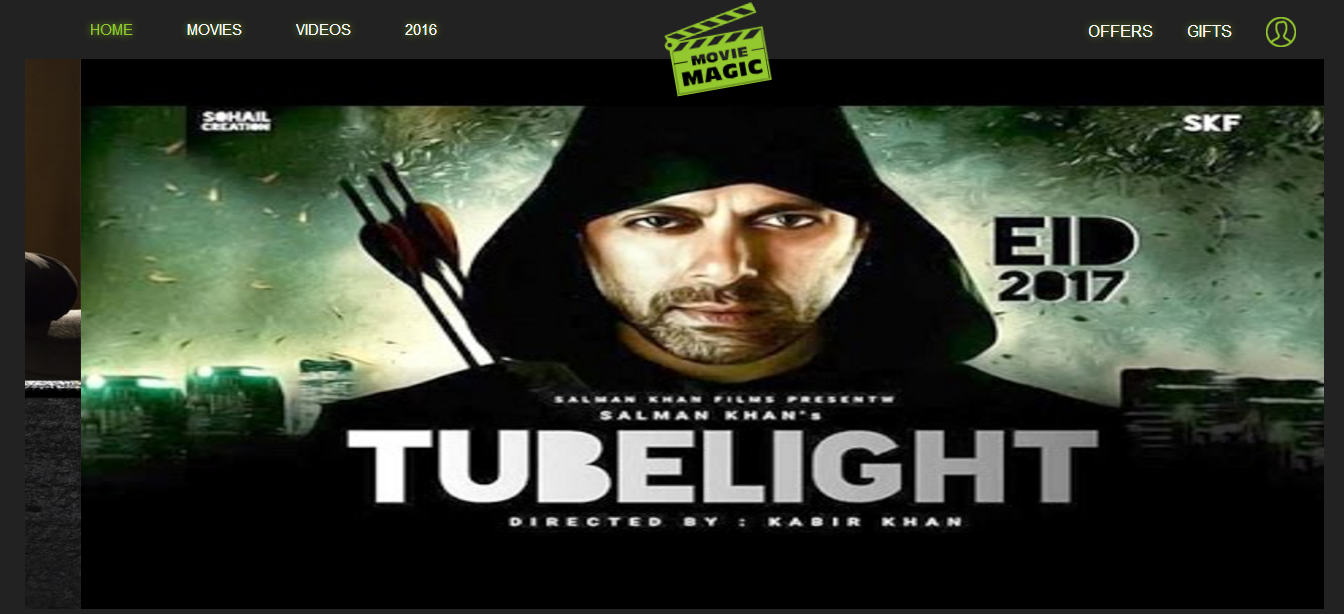 HOME MOVIES VIDEOS 2016
MOVIE
MAGIC
OFFERS GIFTS
SOHAIL
CREATION
SKF
EID
2017
SALMAN KHAN FILMS PRESENTW
SALMAN KHAN's
TUBELIGHT
DIRECTED BY : KABIR KHAN